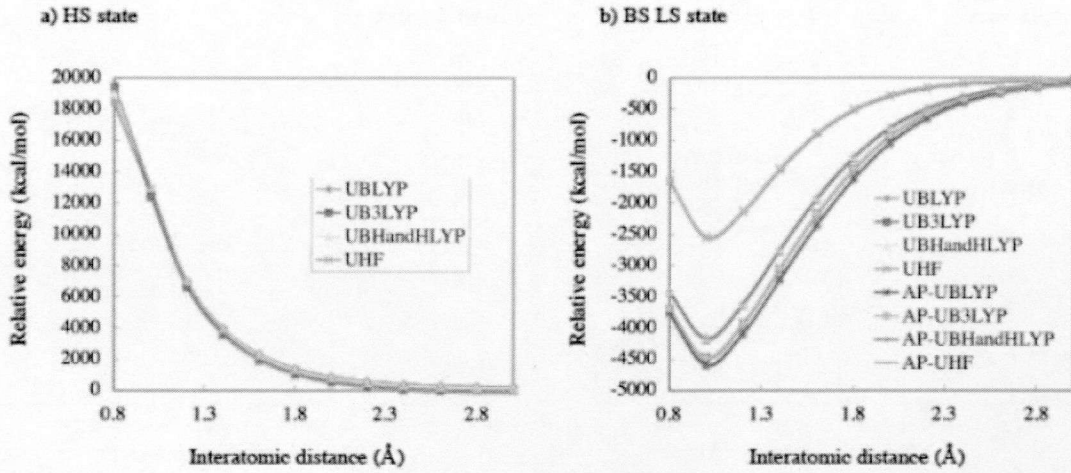 a) HS state
Relative energy (kcal/mol)
20000
18000
16000
14000
12000
10000
8000
6000
4000
2000
0
0.8
1.3
1.8
2.3
2.8
Interatomic distance (Å)
UBLYP
UB3LYP
UBHandHLYP
UHF
b) BS LS state
Relative energy (kcal/mol)
0
-500
-1000
-1500
-2000
-2500
-3000
-3500
-4000
-4500
-5000
0.8
1.3
1.8
2.3
2.8
Interatomic distance (Å)
UBLYP
UB3LYP
UBHandHLYP
UHF
AP-UBLYP
AP-UB3LYP
AP-UBHandHLYP
AP-UHF